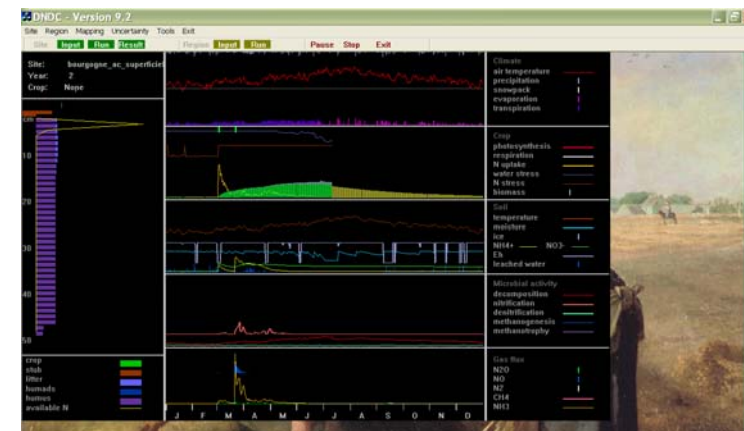 DNDC - Version 9.2
Site Region Mapping Uncertainty Tools Exit
Site Input Run Result Region Input Run Pause Stop Exit
Site: bourgogne_ac_superficiel
Year: 2
Crop: None
cm
10
20
30
40
50
crop
stub
litter
humads
humus
available N
Climate
air temperature
precipitation
snowpack
evaporation
transpiration
Crop
photosynthesis
respiration
N uptake
water stress
N stress
biomass
Soil
temperature
moisture
ice
NH4+ NO3-
Eh
leached water
Microbial activity
decomposition
nitrification
denitrification
methanogenesis
methanotrophy
Gas flux
N2O
NO
N2
CH4
NH3
J F M A M J J A S O N D